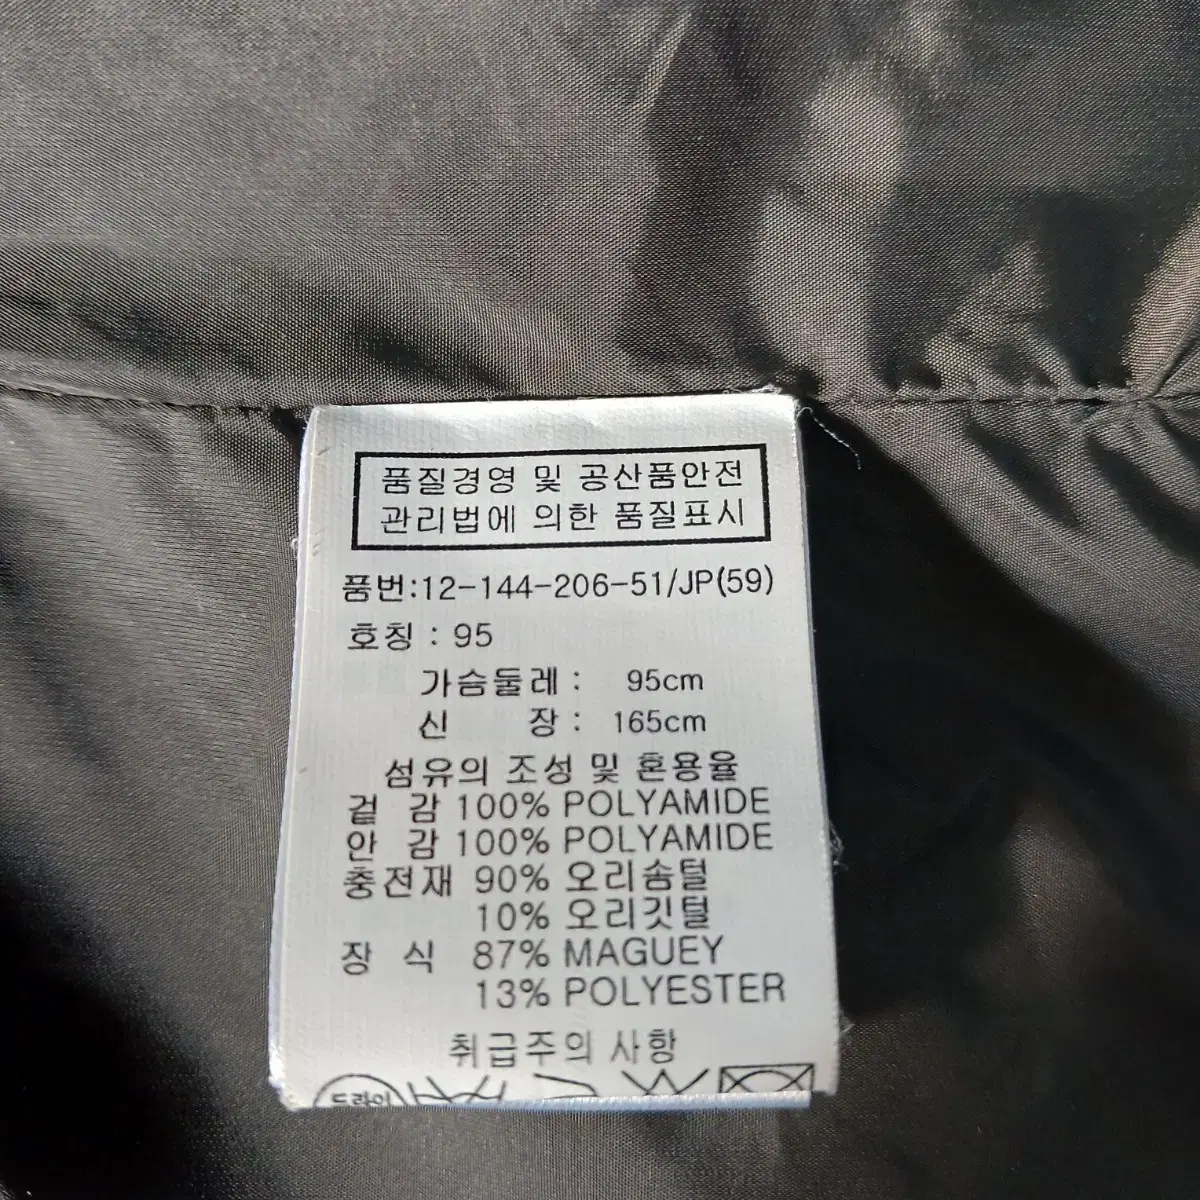 품질경영 및 공산품안전
관리법에 의한 품질표시
품번:12-144-206-51/JP(59)
호칭 : 95
가슴둘레 : 95cm
신 장 : 165cm
섬유의 조성 및 혼용율
겉 감 100% POLYAMIDE
안 감 100% POLYAMIDE
충전재 90% 오리솜털
10% 오리깃털
장 식 87% MAGUEY
13% POLYESTER
취급주의 사항
드라이